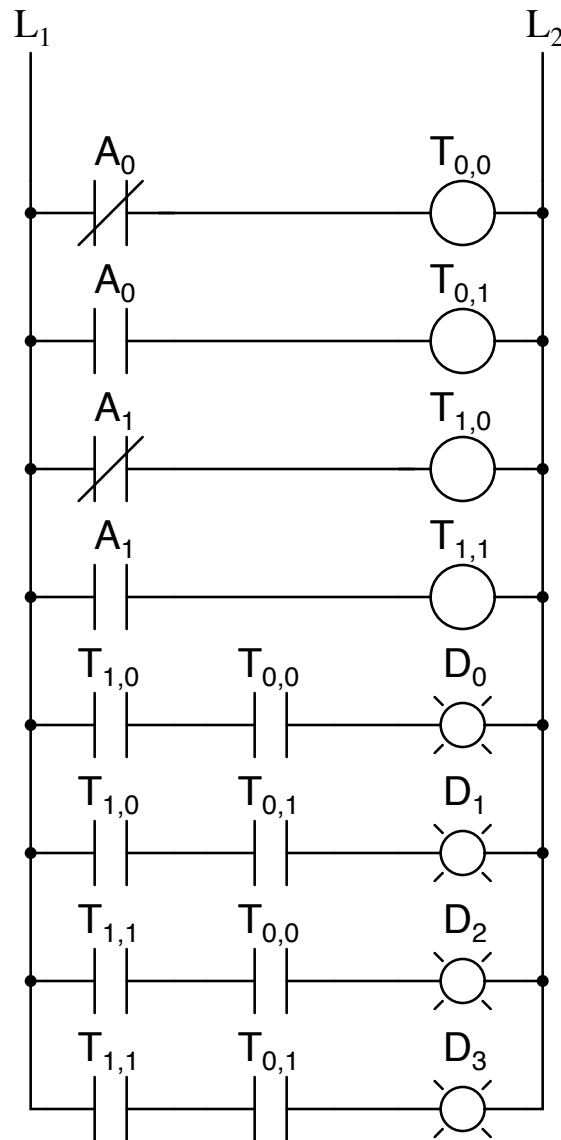 L₁ L₂
A₀ T₀,₀
A₀ T₀,₁
A₁ T₁,₀
A₁ T₁,₁
T₁,₀ T₀,₀ D₀
T₁,₀ T₀,₁ D₁
T₁,₁ T₀,₀ D₂
T₁,₁ T₀,₁ D₃